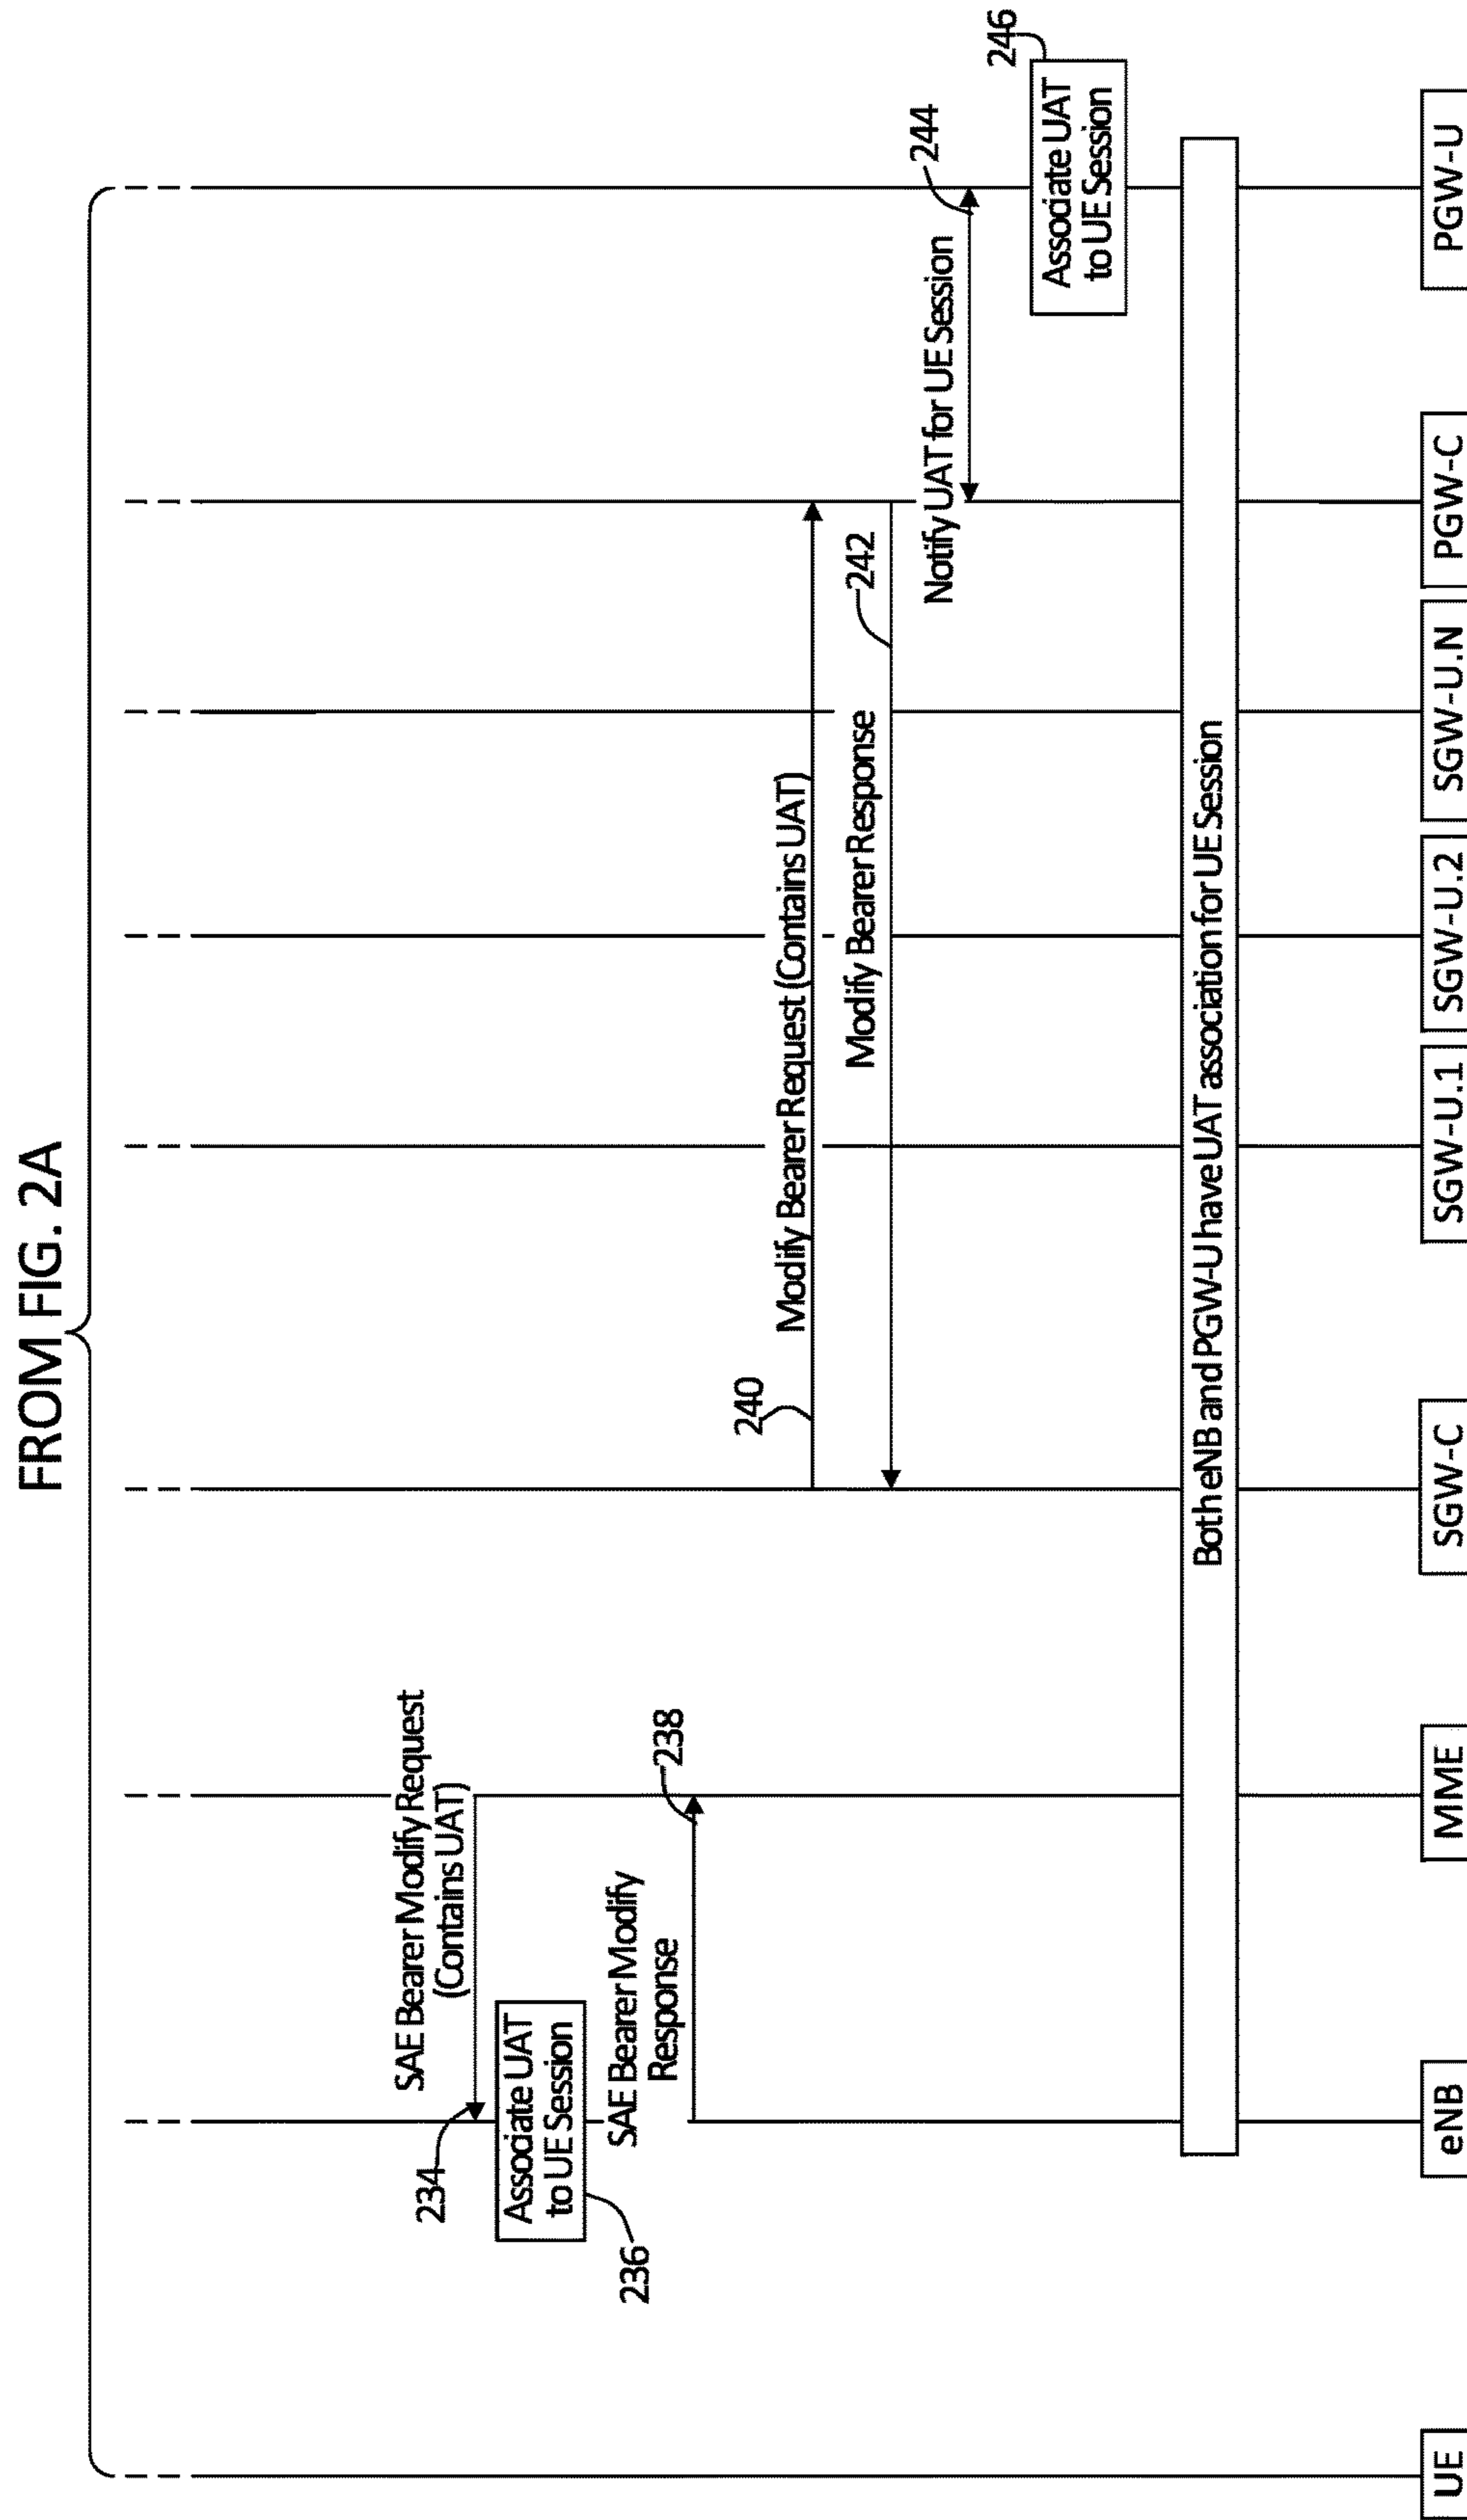 FROM FIG. 2A
SAE Bearer Modify Request
(Contains UAT)
234
Associate UAT
to UE Session
236
SAE Bearer Modify
Response
238
240
Modify Bearer Request (Contains UAT)
Modify Bearer Response
242
Notify UAT for UE Session
244
246
Associate UAT
to UE Session
Both eNB and PGW-U have UAT association for UE Session
UE
eNB
MME
SGW-C
SGW-U.1
SGW-U.2
SGW-U.N
PGW-C
PGW-U